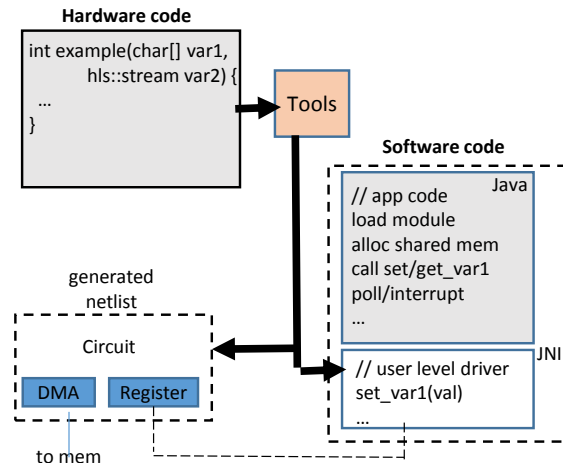 Hardware code
int example(char[] var1,
hls::stream var2) {
...
}
Tools
Software code
Java
// app code
load module
alloc shared mem
call set/get_var1
poll/interrupt
...
JNI
// user level driver
set_var1(val)
...
generated
netlist
Circuit
DMA
Register
to mem